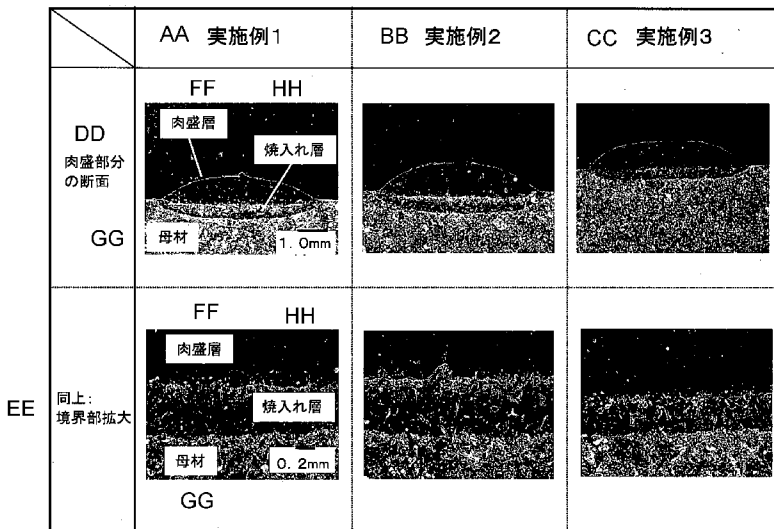 AA 実施例1
BB 実施例2
CC 実施例3
FF HH
DD
肉盛部分
の断面
GG
肉盛層
焼入れ層
母材
1.0mm
FF HH
EE
同上:
境界部拡大
肉盛層
焼入れ層
母材
0.2mm
GG